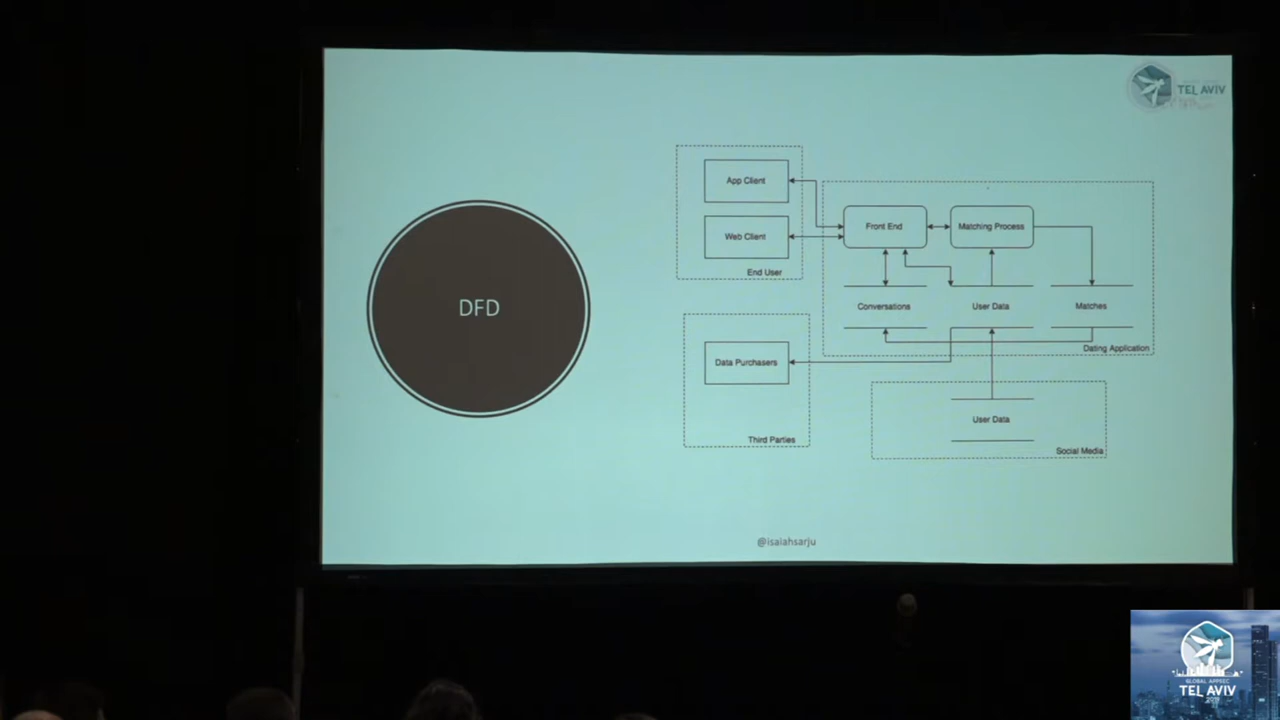 TEL AVIV
DFD
App Client
Web Client
End User
Front End
Matching Process
Conversations
User Data
Matches
Dating Application
Data Purchasers
Third Parties
User Data
Social Media
@isaiahsarju
GLOBAL APPSEC
TEL AVIV
2019